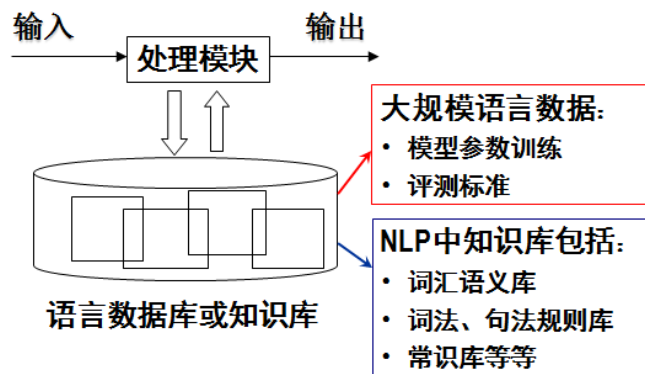 输入
输出
处理模块
大规模语言数据：
• 模型参数训练
• 评测标准
NLP中知识库包括：
• 词汇语义库
• 词法、句法规则库
• 常识库等等
语言数据库或知识库